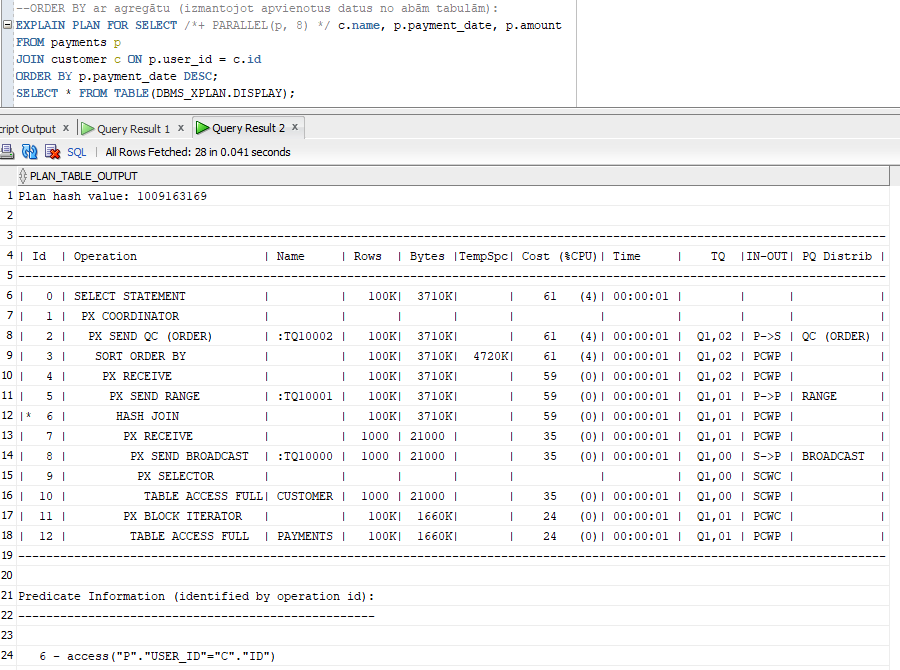 --ORDER BY ar agregātu (izmantojot apvienotus datus no abām tabulām):
EXPLAIN PLAN FOR SELECT /*+ PARALLEL(p, 8) */ c.name, p.payment_date, p.amount
FROM payments p
JOIN customer c ON p.user_id = c.id
ORDER BY p.payment_date DESC;
SELECT * FROM TABLE(DBMS_XPLAN.DISPLAY);
cript Output x Query Result 1 x Query Result 2 x
SQL | All Rows Fetched: 28 in 0.041 seconds
PLAN_TABLE_OUTPUT
1 Plan hash value: 1009163169
2
3 ----------------------------------------------------------------------------------------------------------------------------
4 | Id | Operation | Name | Rows | Bytes |TempSpc| Cost (%CPU)| Time | TQ |IN-OUT| PQ Distrib |
5 ----------------------------------------------------------------------------------------------------------------------------
6 | 0 | SELECT STATEMENT | | 100K| 3710K| | 61 (4)| 00:00:01 | | | |
7 | 1 | PX COORDINATOR | | | | | | | | | |
8 | 2 | PX SEND QC (ORDER) | :TQ10002 | 100K| 3710K| | 61 (4)| 00:00:01 | Q1,02 | P->S | QC (ORDER) |
9 | 3 | SORT ORDER BY | | 100K| 3710K| 4720K| 61 (4)| 00:00:01 | Q1,02 | PCWP | |
10 | 4 | PX RECEIVE | | 100K| 3710K| | 59 (0)| 00:00:01 | Q1,02 | PCWP | |
11 | 5 | PX SEND RANGE | :TQ10001 | 100K| 3710K| | 59 (0)| 00:00:01 | Q1,01 | P->P | RANGE |
12 |* 6 | HASH JOIN | | 100K| 3710K| | 59 (0)| 00:00:01 | Q1,01 | PCWP | |
13 | 7 | PX RECEIVE | | 1000 | 21000 | | 35 (0)| 00:00:01 | Q1,01 | PCWP | |
14 | 8 | PX SEND BROADCAST | :TQ10000 | 1000 | 21000 | | 35 (0)| 00:00:01 | Q1,00 | S->P | BROADCAST |
15 | 9 | PX SELECTOR | | | | | | | Q1,00 | SCWC | |
16 | 10 | TABLE ACCESS FULL| CUSTOMER | 1000 | 21000 | | 35 (0)| 00:00:01 | Q1,00 | SCWP | |
17 | 11 | PX BLOCK ITERATOR | | 100K| 1660K| | 24 (0)| 00:00:01 | Q1,01 | PCWC | |
18 | 12 | TABLE ACCESS FULL | PAYMENTS | 100K| 1660K| | 24 (0)| 00:00:01 | Q1,01 | PCWP | |
19 ----------------------------------------------------------------------------------------------------------------------------
20
21 Predicate Information (identified by operation id):
22 ---------------------------------------------------
23
24 6 - access("P"."USER_ID"="C"."ID")